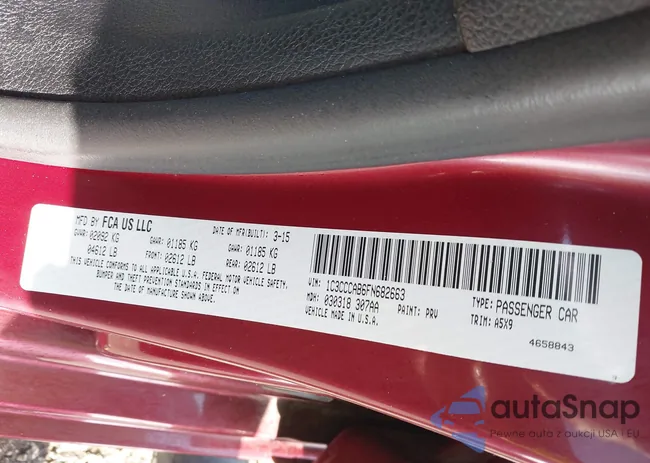 MFD BY FCA US LLC DATE OF MFR(BUILT): 3-15
GVWR: 02092 KG GAWR: 01185 KG GAWR: 01185 KG
04612 LB FRONT: 02612 LB REAR: 02612 LB
THIS VEHICLE CONFORMS TO ALL APPLICABLE U.S.A. FEDERAL MOTOR VEHICLE SAFETY,
BUMPER AND THEFT PREVENTION STANDARDS IN EFFECT ON
THE DATE OF MANUFACTURE SHOWN ABOVE.
VIN: 1C3CCCAB6FN682663 TYPE: PASSENGER CAR
MDH: 030318 307AA PAINT: PRV TRIM: A5X9
VEHICLE MADE IN U.S.A. 4658843
autaSnap
Pewne auta z aukcji USA i EU